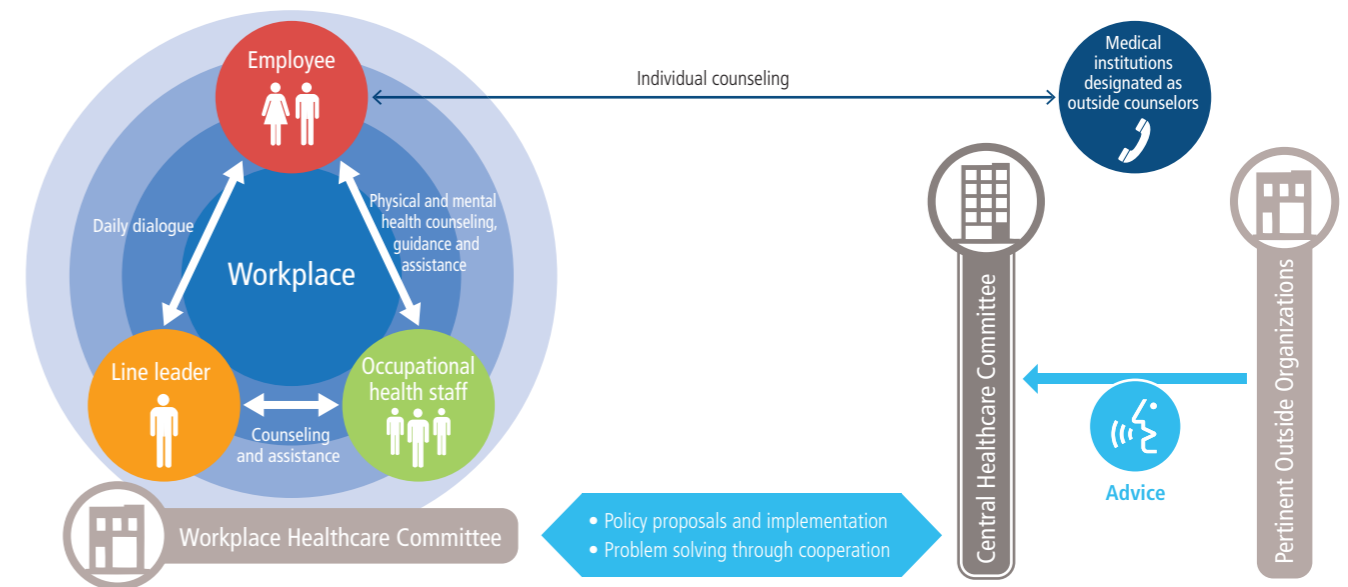 Employee
Individual counseling
Medical
institutions
designated as
outside counselors
Daily dialogue
Physical and mental
health counseling,
guidance and
assistance
Workplace
Line leader
Occupational
health staff
Counseling
and assistance
Workplace Healthcare Committee
• Policy proposals and implementation
• Problem solving through cooperation
Central Healthcare Committee
Advice
Pertinent Outside Organizations